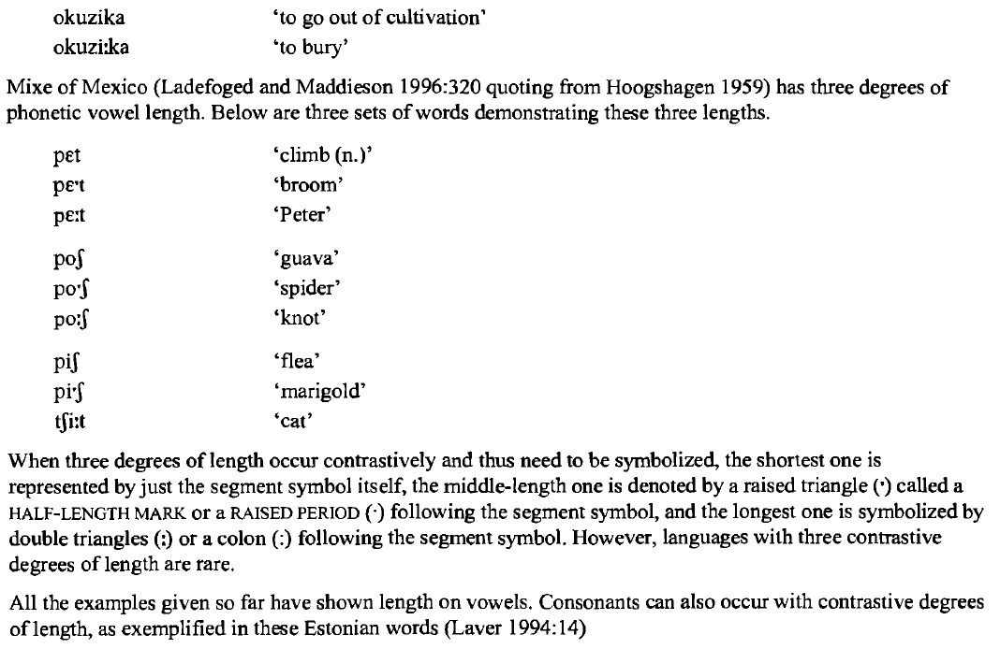 okuzika ‘to go out of cultivation’
okuziːka ‘to bury’
Mixe of Mexico (Ladefoged and Maddieson 1996:320 quoting from Hoogshagen 1959) has three degrees of
phonetic vowel length. Below are three sets of words demonstrating these three lengths.
pɛt ‘climb (n.)’
pɛˑt ‘broom’
pɛːt ‘Peter’
poʃ ‘guava’
poˑʃ ‘spider’
poːʃ ‘knot’
piʃ ‘flea’
piˑʃ ‘marigold’
tʃiːt ‘cat’
When three degrees of length occur contrastively and thus need to be symbolized, the shortest one is
represented by just the segment symbol itself, the middle-length one is denoted by a raised triangle (ˑ) called a
HALF-LENGTH MARK or a RAISED PERIOD (·) following the segment symbol, and the longest one is symbolized by
double triangles (ː) or a colon (:) following the segment symbol. However, languages with three contrastive
degrees of length are rare.
All the examples given so far have shown length on vowels. Consonants can also occur with contrastive degrees
of length, as exemplified in these Estonian words (Laver 1994:14)